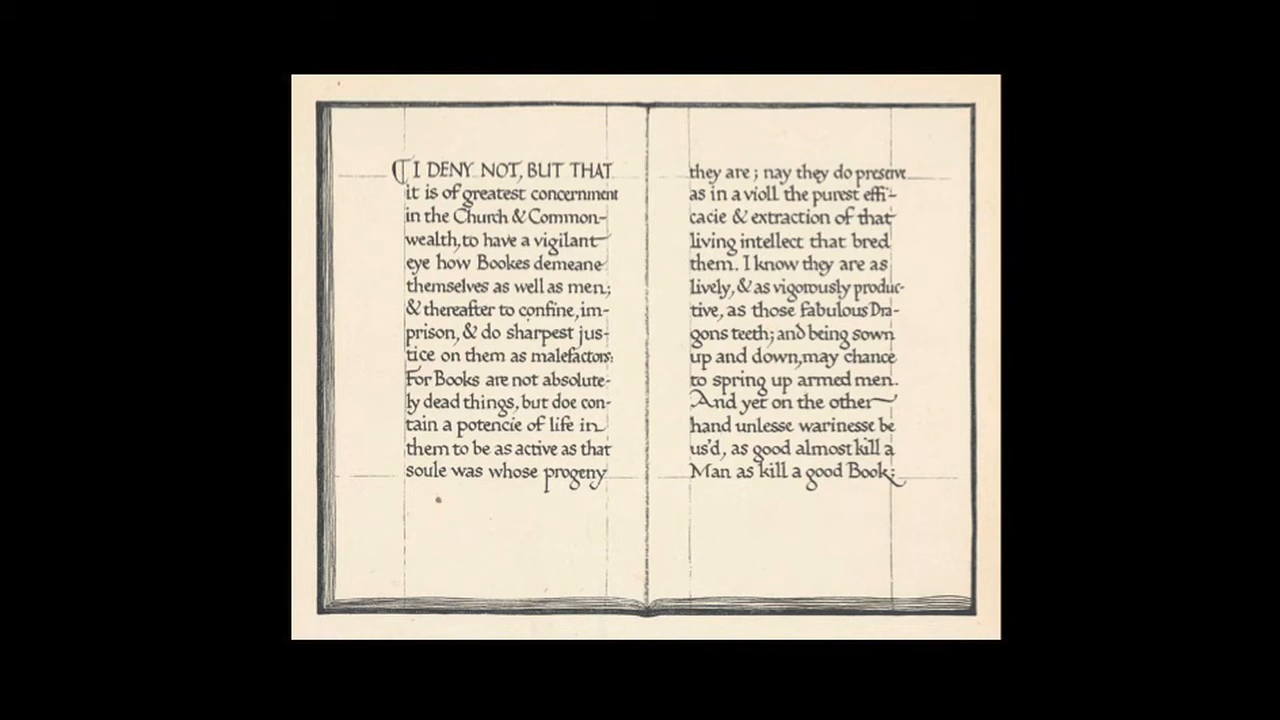 ¶ I DENY NOT, BUT THAT
it is of greatest concernment
in the Church & Common-
wealth, to have a vigilant
eye how Bookes demeane
themselves as well as men;
& thereafter to confine, im-
prison, & do sharpest jus-
tice on them as malefactors:
For Books are not absolute-
ly dead things, but doe con-
tain a potencie of life in
them to be as active as that
soule was whose progeny
they are; nay they do preserve
as in a violl the purest effi-
cacie & extraction of that
living intellect that bred
them. I know they are as
lively, & as vigorously produc-
tive, as those fabulous Dra-
gons teeth; and being sown
up and down, may chance
to spring up armed men.
And yet on the other
hand unlesse warinesse be
us'd, as good almost kill a
Man as kill a good Book;